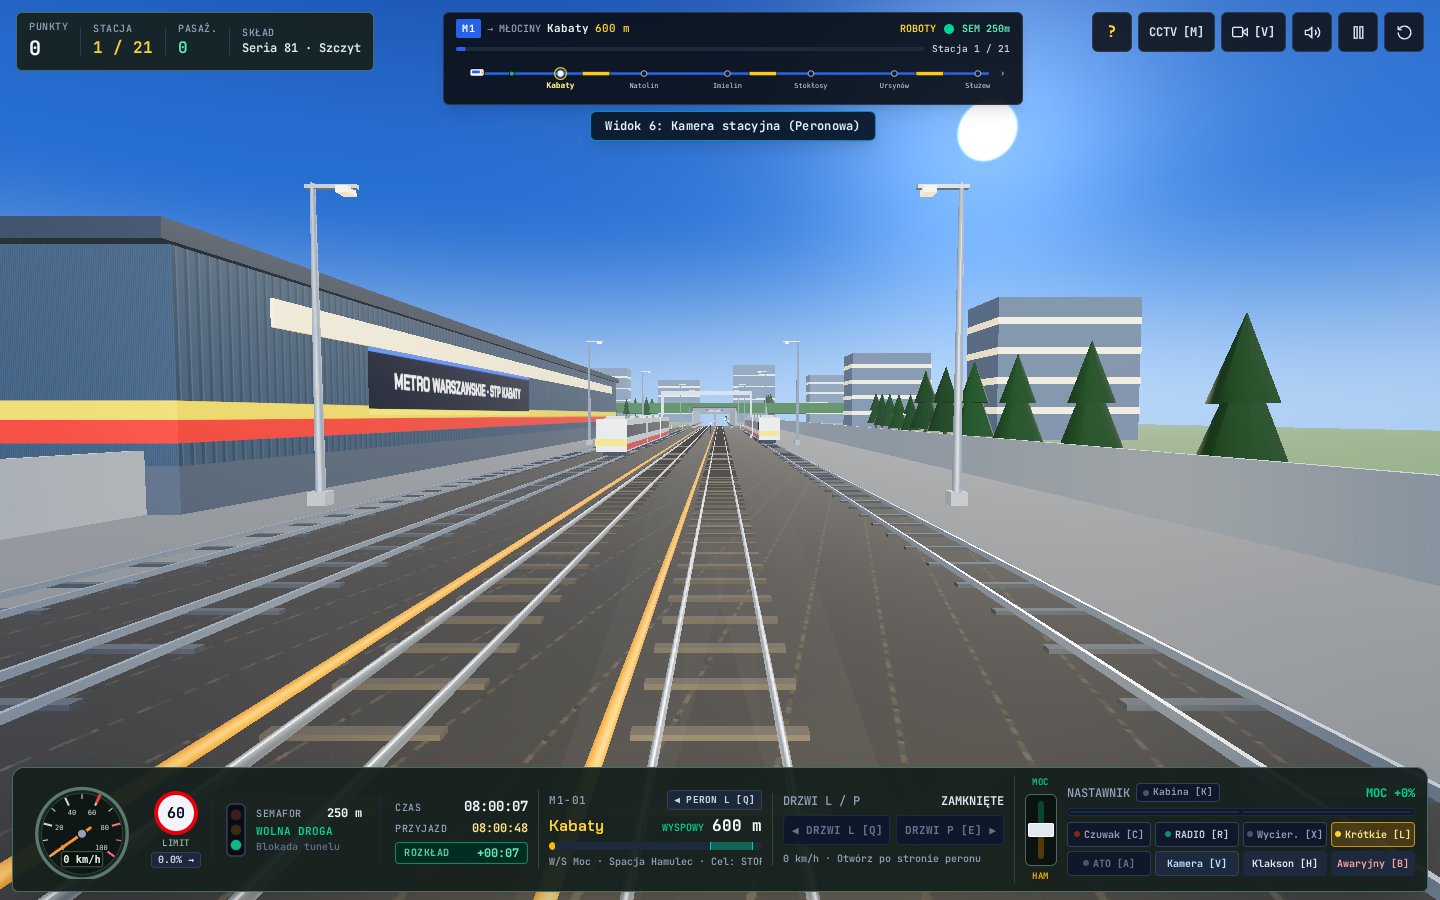 PUNKTY
0
STACJA
1 / 21
PASAŻ.
0
SKŁAD
Seria 81 · Szczyt
M1 → MŁOCINY Kabaty 600 m
ROBOTY SEM 250m
Stacja 1 / 21
Kabaty Natolin Imielin Stokłosy Ursynów Służew
?
CCTV [M]
[V]
Widok 6: Kamera stacyjna (Peronowa)
METRO WARSZAWSKIE - STP KABATY
20 40 60 80 100
0 km/h
60
LIMIT
0.0% →
SEMAFOR 250 m
WOLNA DROGA
Blokada tunelu
CZAS 08:00:07
PRZYJAZD 08:00:48
ROZKŁAD +00:07
M1-01 ◀ PERON L [Q]
Kabaty WYSPOWY 600 m
W/S Moc · Spacja Hamulec · Cel: STOP
DRZWI L / P ZAMKNIĘTE
◀ DRZWI L [Q] DRZWI P [E] ▶
0 km/h · Otwórz po stronie peronu
MOC
HAM
NASTAWNIK Kabina [K] MOC +0%
Czuwak [C] RADIO [R] Wycier. [X] Krótkie [L]
ATO [A] Kamera [V] Klakson [H] Awaryjny [B]